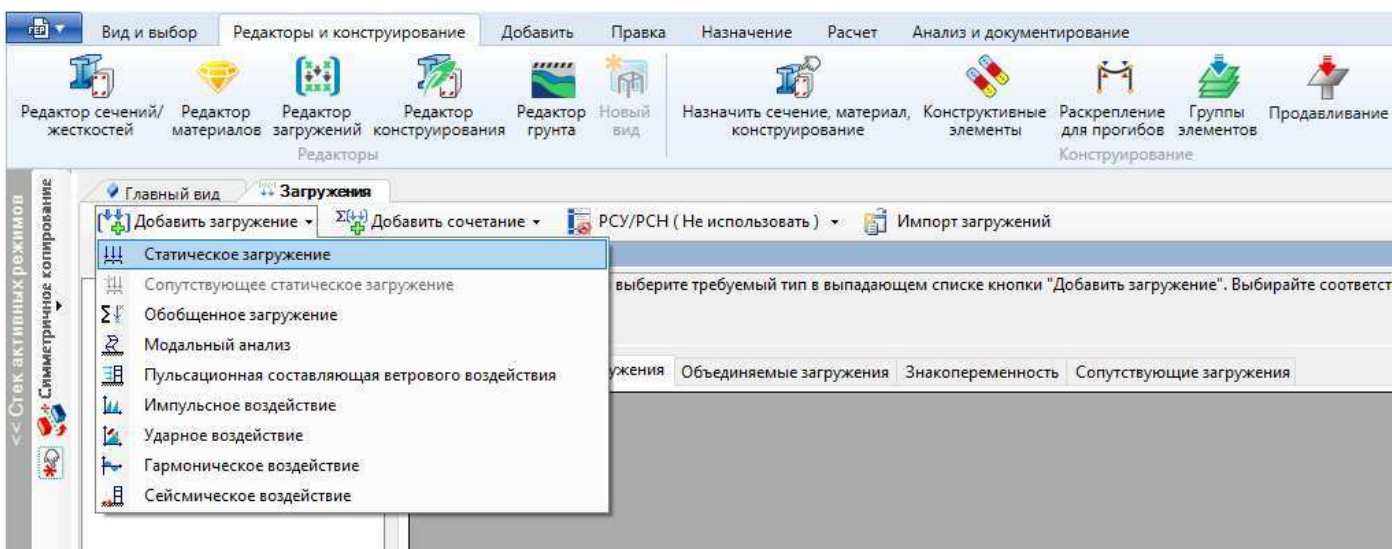 FEP
Вид и выбор Редакторы и конструирование Добавить Правка Назначение Расчет Анализ и документирование
Редактор сечений/ Редактор Редактор Редактор Редактор Новый Назначить сечение, материал, Конструктивные Раскрепление Группы Продавливание
жесткостей материалов загружений конструирования грунта вид конструирование элементы для прогибов элементов
Редакторы Конструирование
Главный вид Загружения
Добавить загружение Добавить сочетание РСУ/РСН ( Не использовать ) Импорт загружений
Статическое загружение
Сопутствующее статическое загружение
выберите требуемый тип в выпадающем списке кнопки "Добавить загружение". Выбирайте соответст
Обобщенное загружение
Модальный анализ
Пульсационная составляющая ветрового воздействия
ужения Объединяемые загружения Знакопеременность Сопутствующие загружения
Импульсное воздействие
Ударное воздействие
Гармоническое воздействие
Сейсмическое воздействие
<< Стек активных режимов
Симметричное копирование